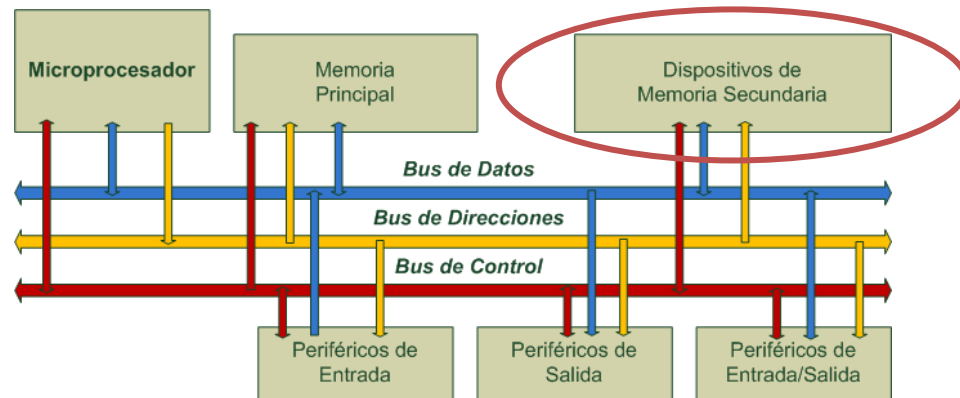 Microprocesador
Memoria
Principal
Dispositivos de
Memoria Secundaria
Bus de Datos
Bus de Direcciones
Bus de Control
Periféricos de
Entrada
Periféricos de
Salida
Periféricos de
Entrada/Salida